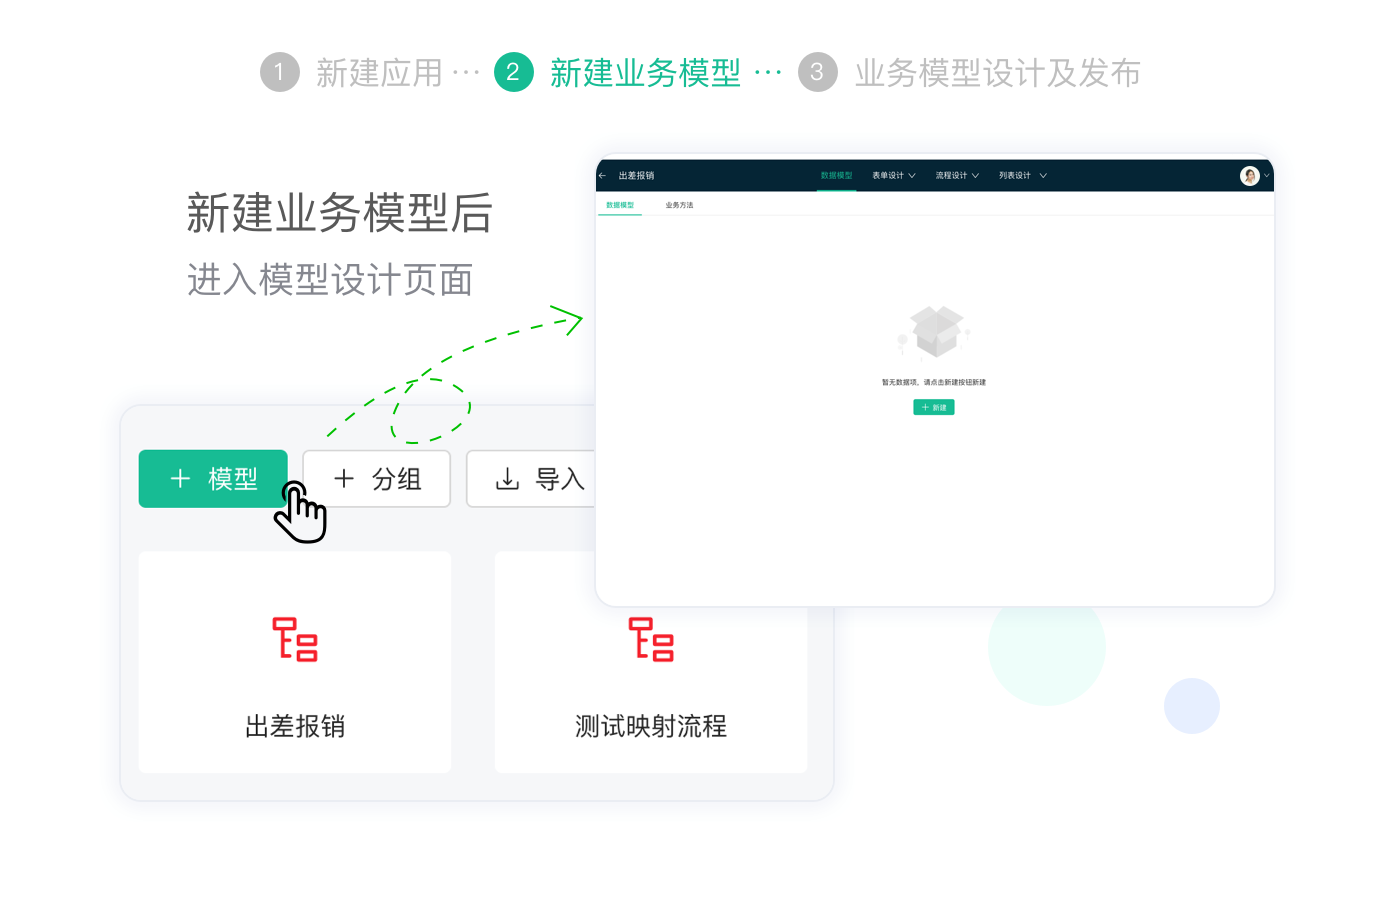 1 新建应用 ··· 2 新建业务模型 ··· 3 业务模型设计及发布
新建业务模型后
进入模型设计页面
出差报销 数据模型 表单设计 流程设计 列表设计
数据模型 业务方法
暂无数据项，请点击新建按钮新建
+ 新建
+ 模型 + 分组 导入
出差报销 测试映射流程